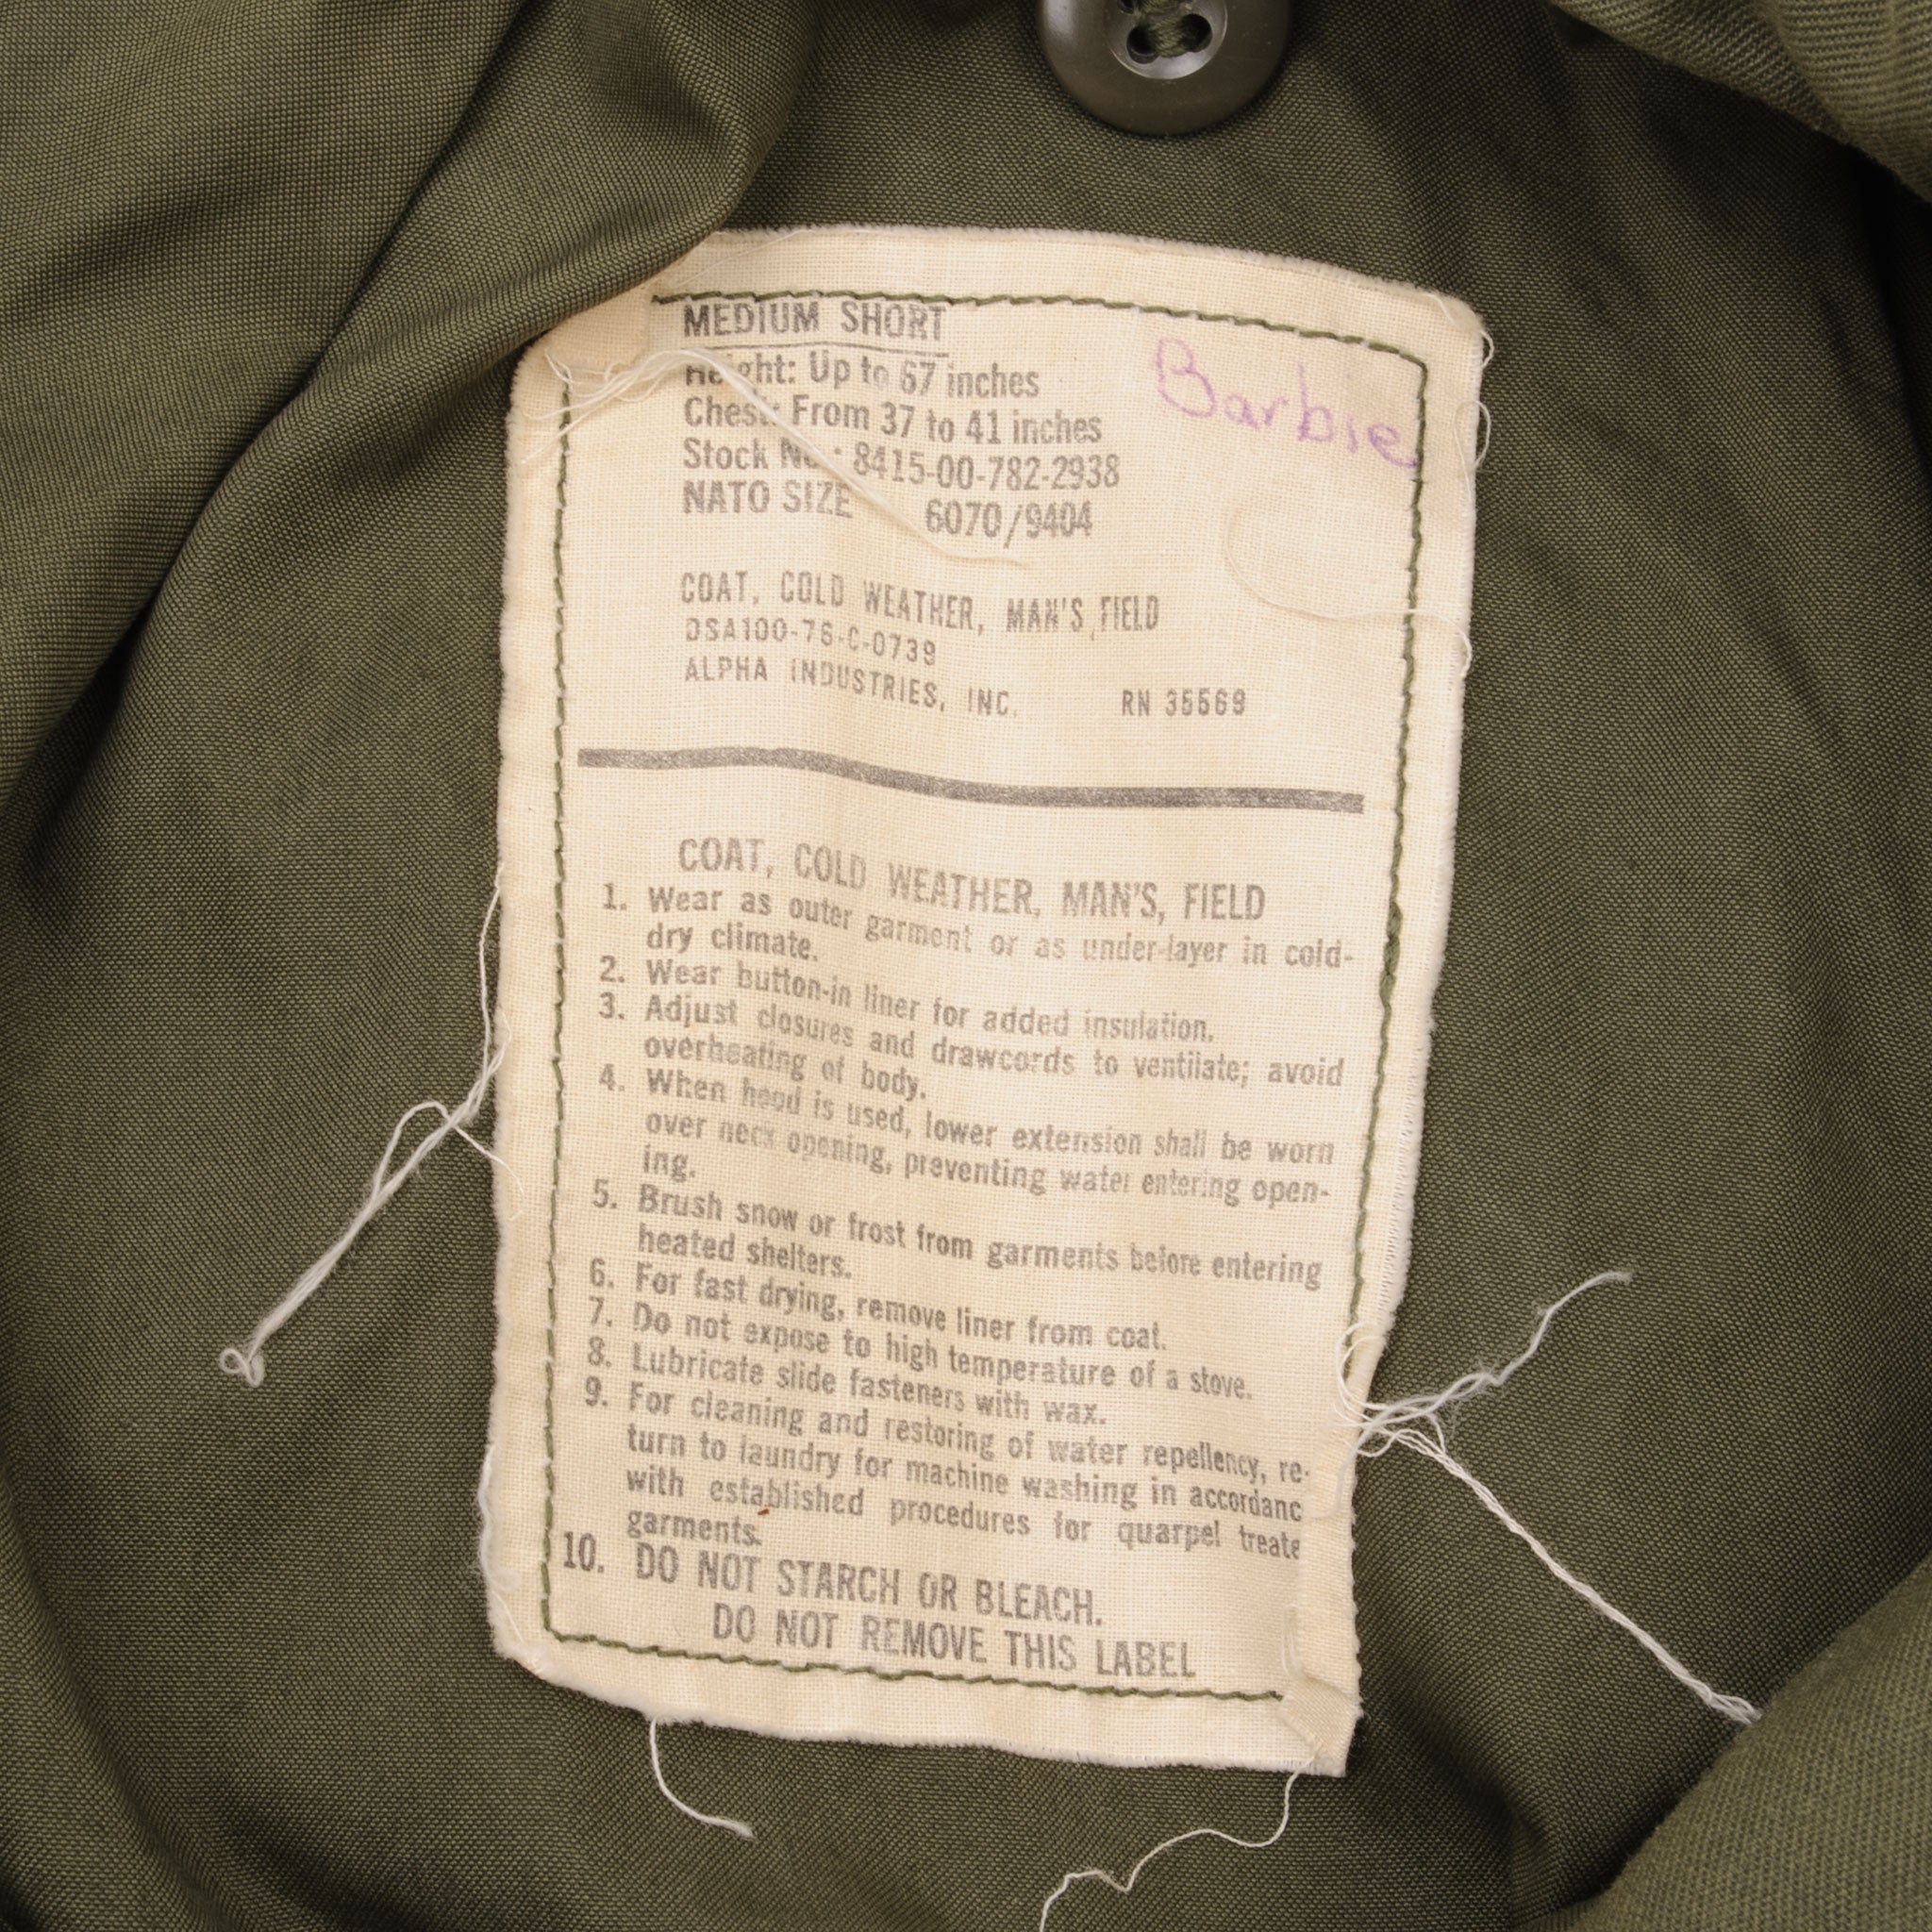 MEDIUM SHORT
Barbie
Height: Up to 67 inches
Chest: From 37 to 41 inches
Stock No.: 8415-00-782-2938
NATO SIZE 6070/9404
COAT, COLD WEATHER, MAN'S, FIELD
DSA100-76-C-0739
ALPHA INDUSTRIES, INC. RN 35569
COAT, COLD WEATHER, MAN'S, FIELD
1. Wear as outer garment or as under-layer in cold-
dry climate.
2. Wear button-in liner for added insulation.
3. Adjust closures and drawcords to ventilate; avoid
overheating of body.
4. When hood is used, lower extension shall be worn
over neck opening, preventing water entering open-
ing.
5. Brush snow or frost from garments before entering
heated shelters.
6. For fast drying, remove liner from coat.
7. Do not expose to high temperature of a stove.
8. Lubricate slide fasteners with wax.
9. For cleaning and restoring of water repellency, re-
turn to laundry for machine washing in accordanc
with established procedures for quarpel treate
garments.
10. DO NOT STARCH OR BLEACH.
DO NOT REMOVE THIS LABEL